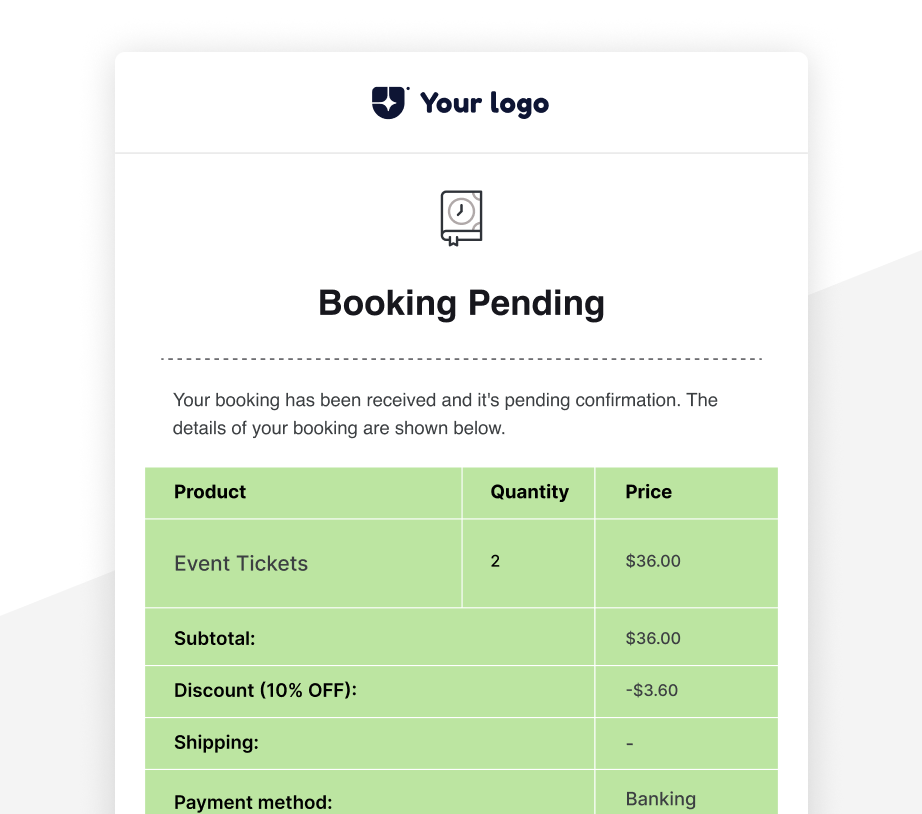 Your logo
Booking Pending
Your booking has been received and it's pending confirmation. The
details of your booking are shown below.
Product Quantity Price
Event Tickets 2 $36.00
Subtotal: $36.00
Discount (10% OFF): -$3.60
Shipping: -
Payment method: Banking